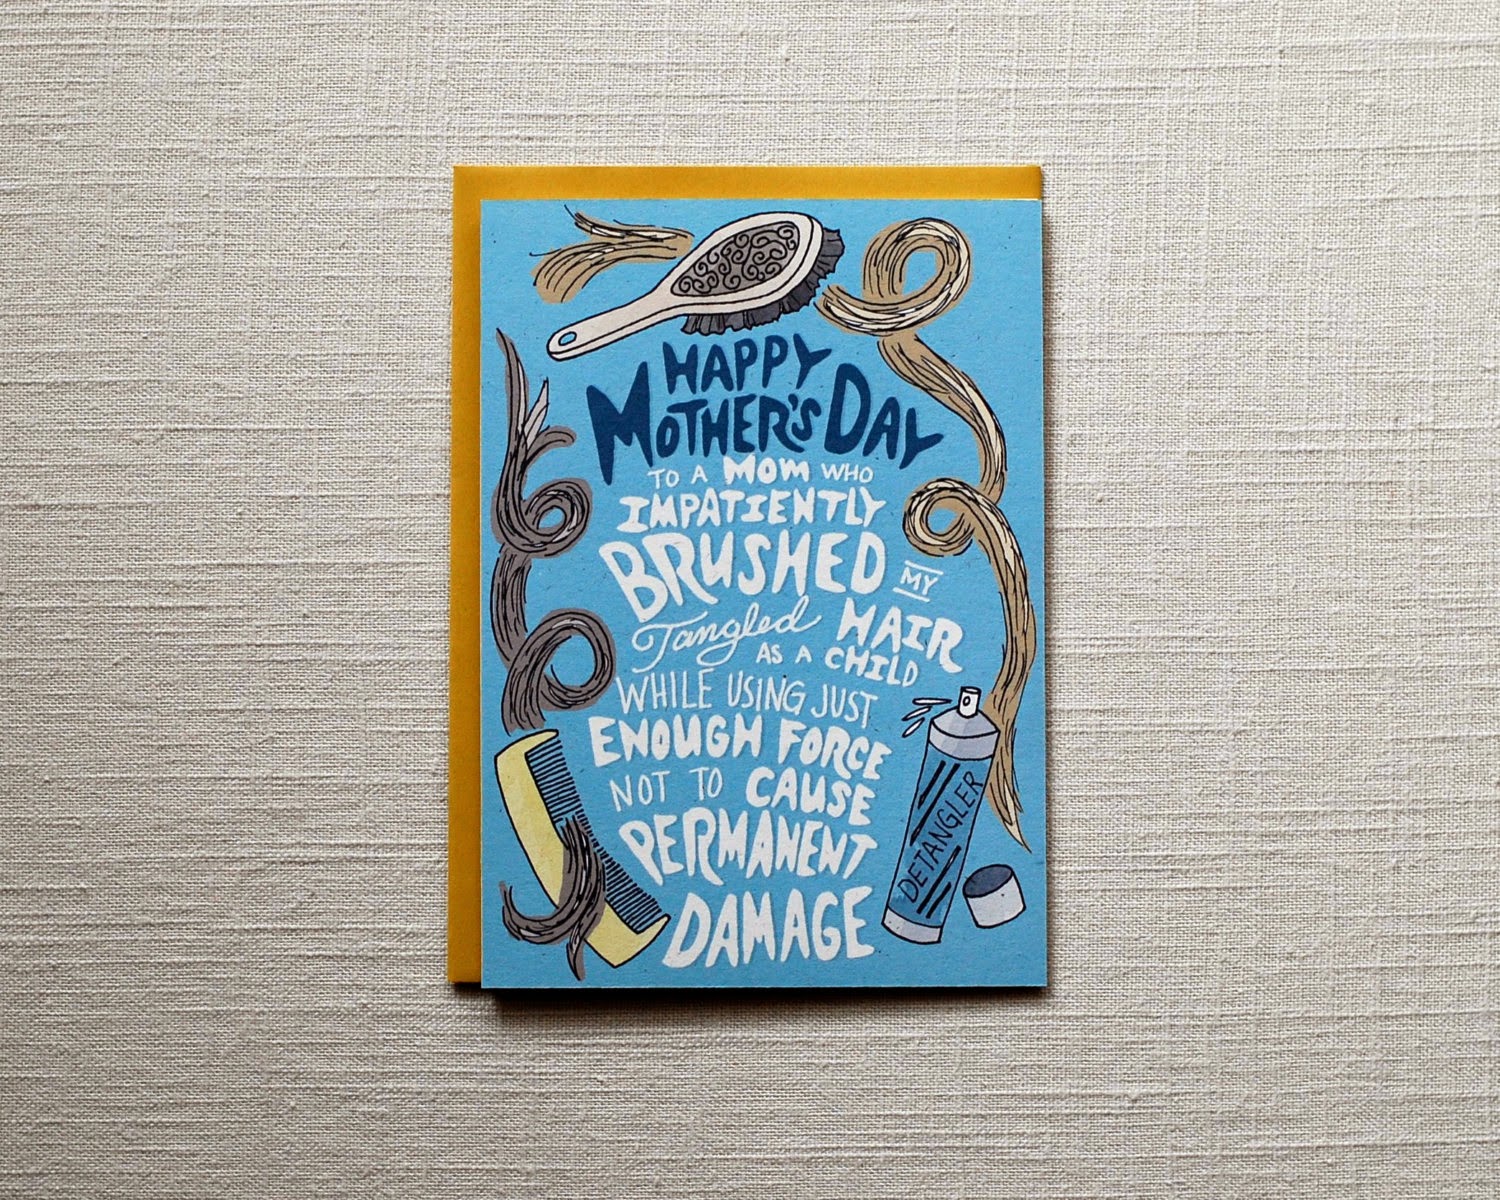 HAPPY
MOTHER'S DAY
TO A MOM WHO
IMPATIENTLY
BRUSHED MY
Tangled HAIR
AS A CHILD
WHILE USING JUST
ENOUGH FORCE
NOT TO CAUSE
PERMANENT
DAMAGE
DETANGLER